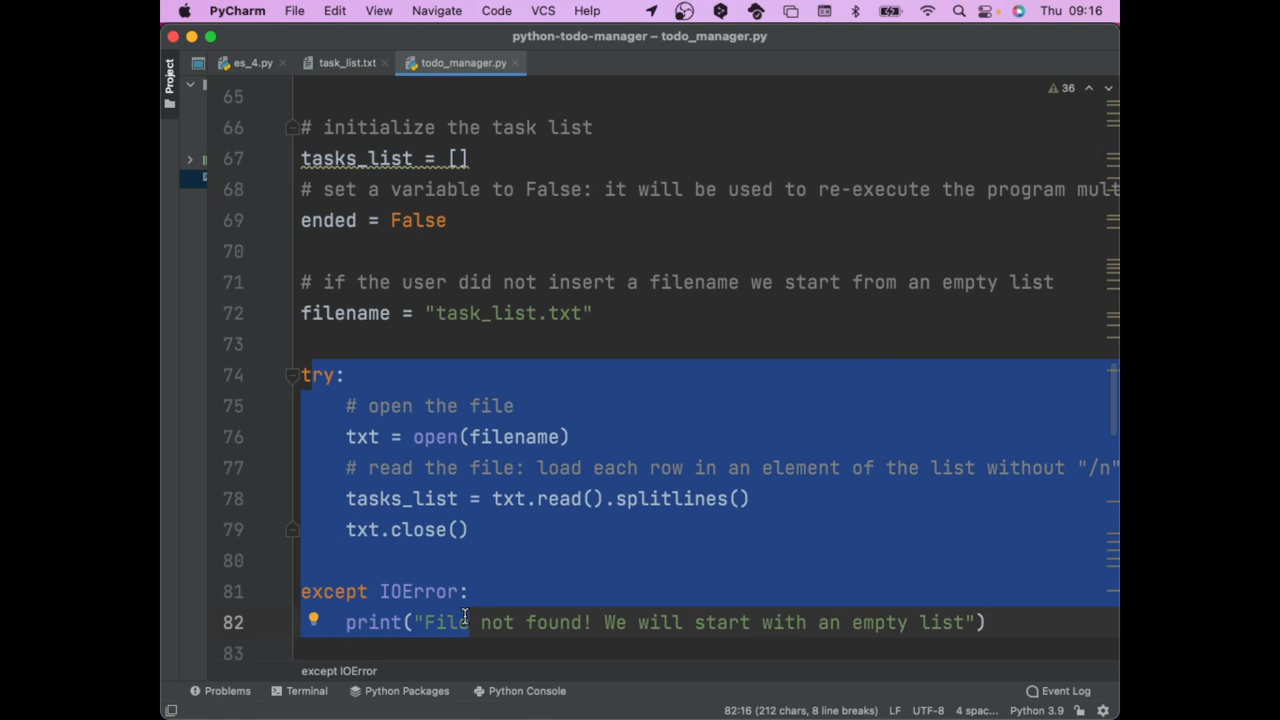 PyCharm File Edit View Navigate Code VCS Help Thu 09:16
python-todo-manager – todo_manager.py
Project
es_4.py task_list.txt todo_manager.py
36
65
66 # initialize the task list
67 tasks_list = []
68 # set a variable to False: it will be used to re-execute the program mult
69 ended = False
70
71 # if the user did not insert a filename we start from an empty list
72 filename = "task_list.txt"
73
74 try:
75 # open the file
76 txt = open(filename)
77 # read the file: load each row in an element of the list without "/n"
78 tasks_list = txt.read().splitlines()
79 txt.close()
80
81 except IOError:
82 print("File not found! We will start with an empty list")
83
except IOError
Problems Terminal Python Packages Python Console Event Log
82:16 (212 chars, 8 line breaks) LF UTF-8 4 spac... Python 3.9